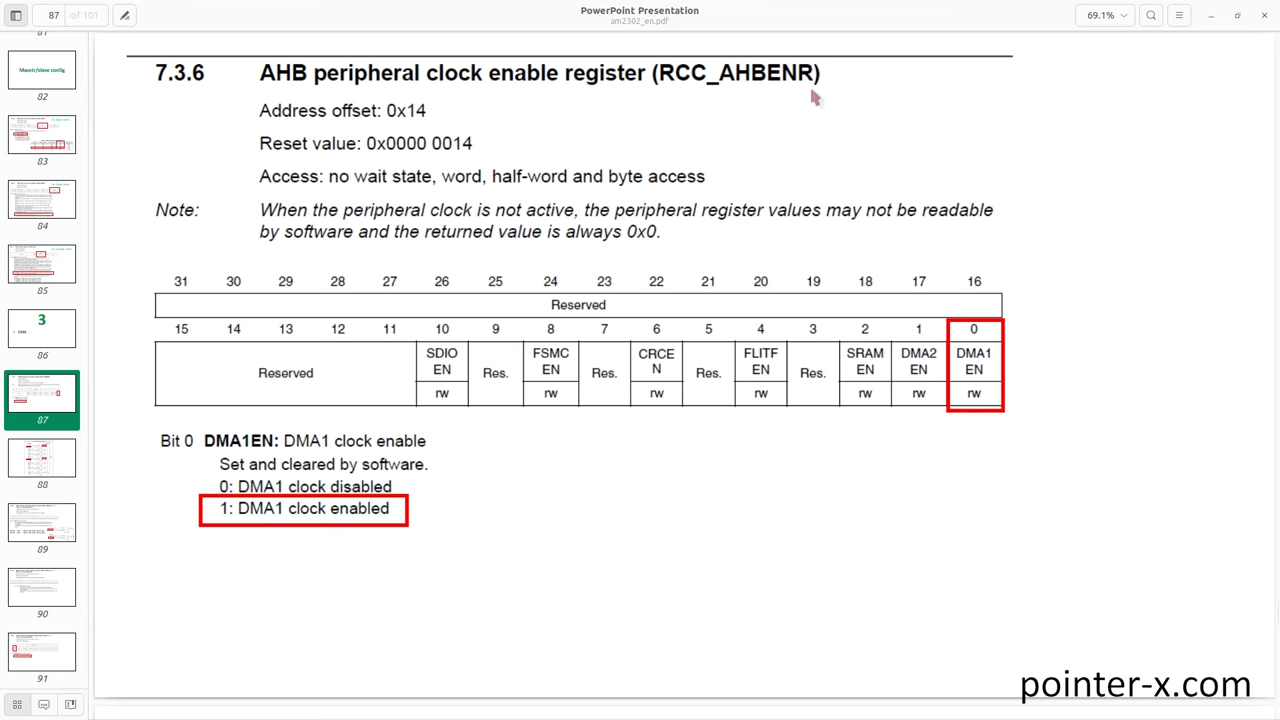 PowerPoint Presentation
am2302_en.pdf
87 of 101
69.1%
81
Masetr/slave config
82
83
84
85
3
DMA
86
87
88
89
90
91
7.3.6 AHB peripheral clock enable register (RCC_AHBENR)
Address offset: 0x14
Reset value: 0x0000 0014
Access: no wait state, word, half-word and byte access
Note: When the peripheral clock is not active, the peripheral register values may not be readable
by software and the returned value is always 0x0.
31 30 29 28 27 26 25 24 23 22 21 20 19 18 17 16
Reserved
15 14 13 12 11 10 9 8 7 6 5 4 3 2 1 0
Reserved SDIO EN Res. FSMC EN Res. CRCE N Res. FLITF EN Res. SRAM EN DMA2 EN DMA1 EN
rw rw rw rw rw rw rw
Bit 0 DMA1EN: DMA1 clock enable
Set and cleared by software.
0: DMA1 clock disabled
1: DMA1 clock enabled
pointer-x.com